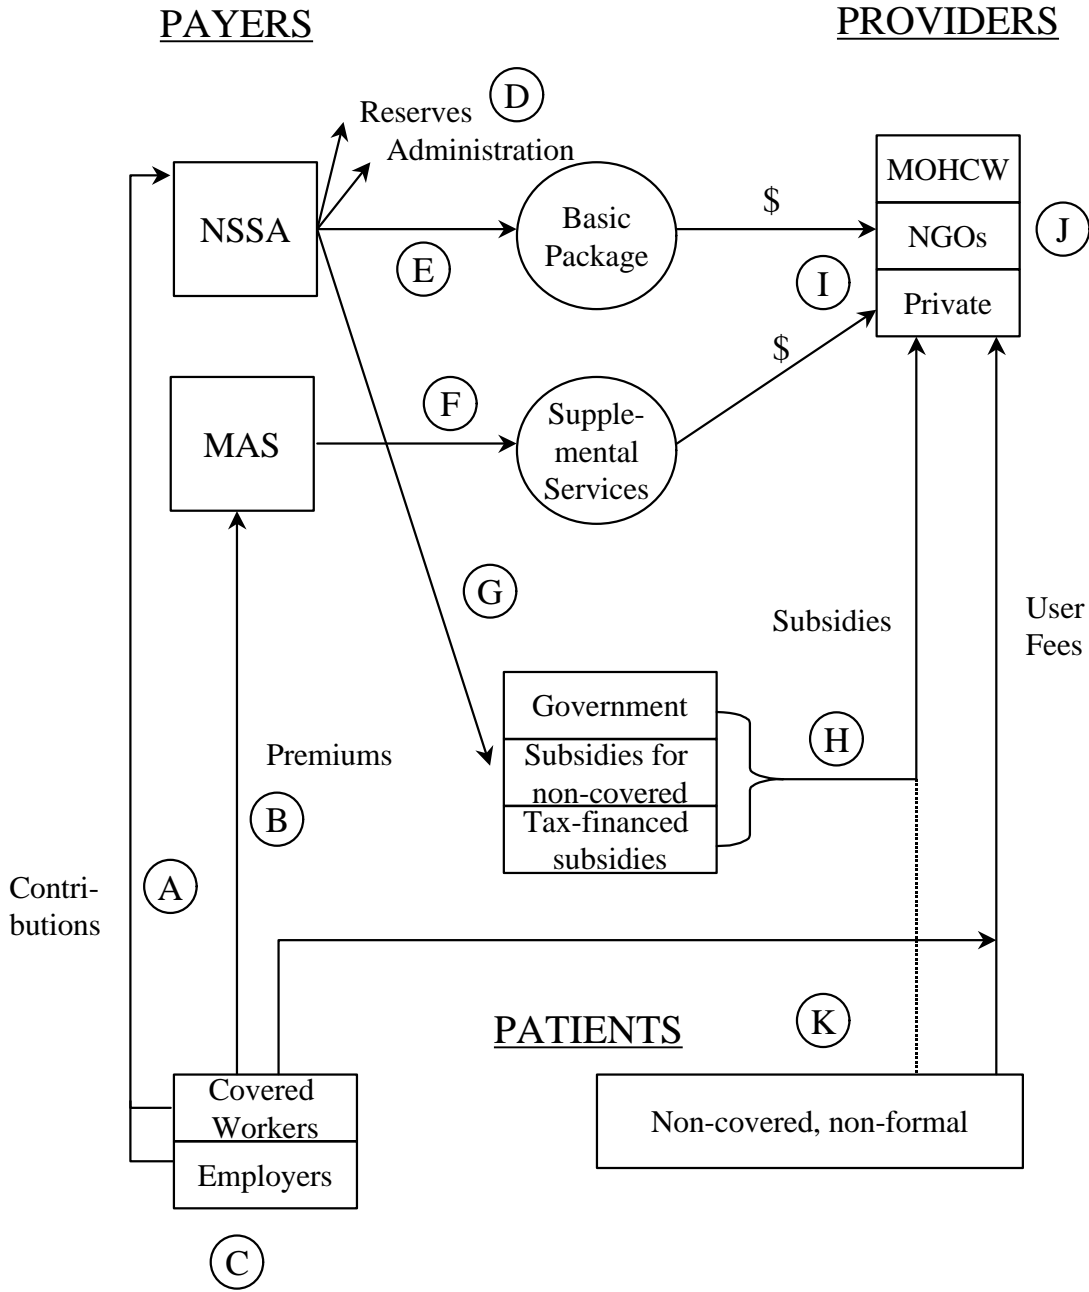 PAYERS
PROVIDERS
Reserves
D
Administration
MOHCW
NSSA
Basic
Package
$
NGOs
J
E
I
Private
$
F
MAS
Supple-
mental
Services
G
Subsidies
User
Fees
Government
H
Premiums
Subsidies for
non-covered
B
Tax-financed
subsidies
Contri-
butions
A
PATIENTS
K
Covered
Workers
Non-covered, non-formal
Employers
C